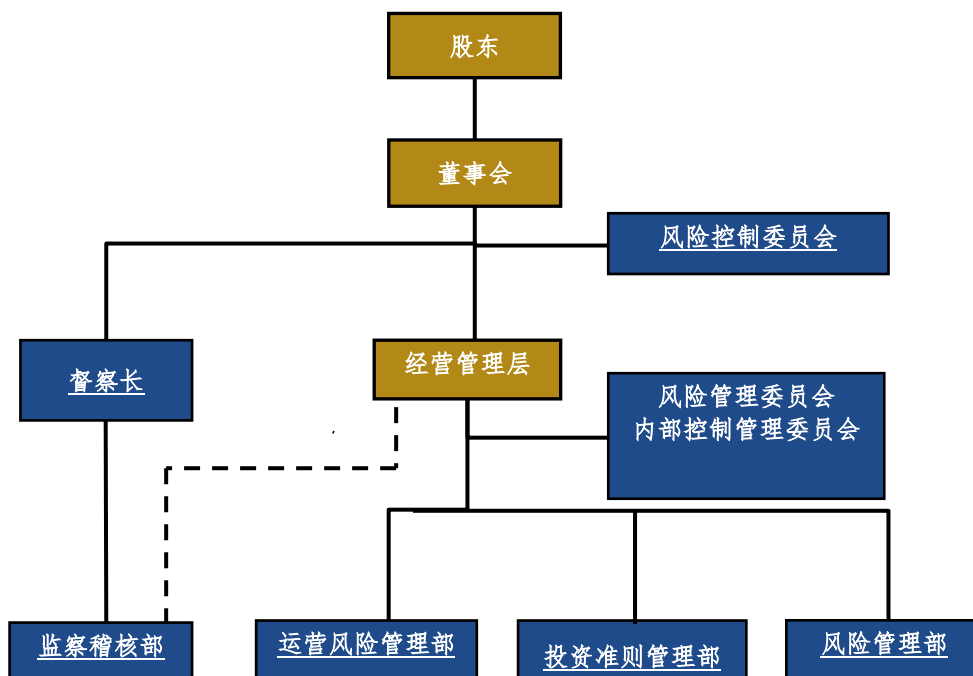 股东
董事会
风险控制委员会
督察长
经营管理层
风险管理委员会
内部控制管理委员会
监察稽核部
运营风险管理部
投资准则管理部
风险管理部